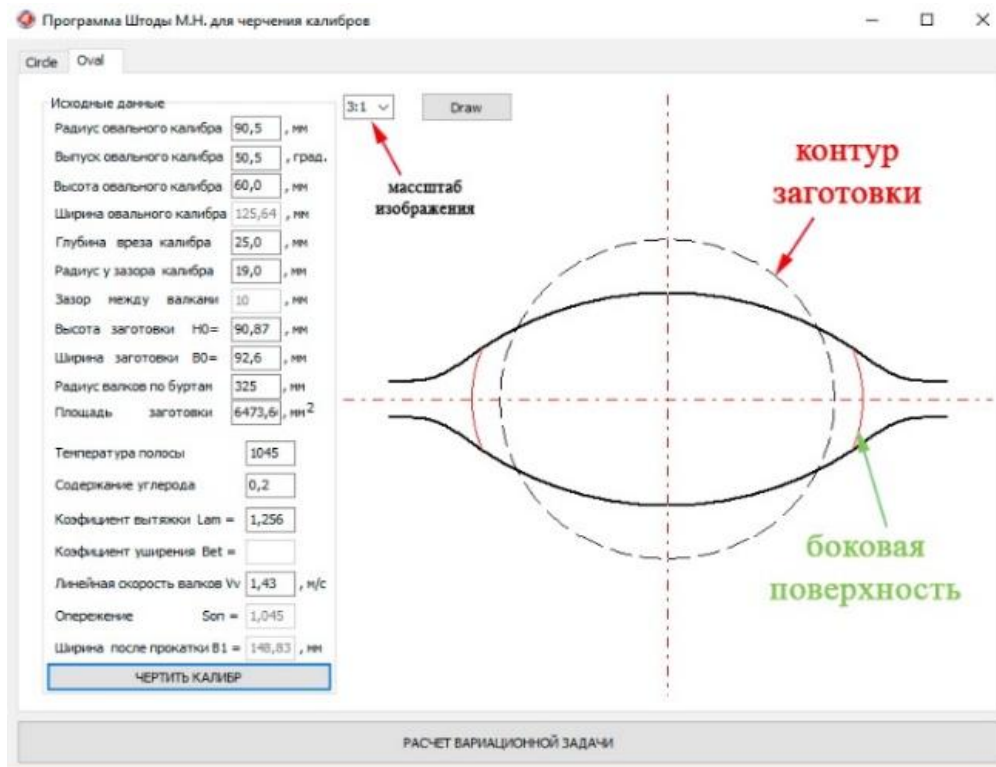 Программа Штоды М.Н. для черчения калибров
Circle Oval
Исходные данные
Радиус овального калибра 90,5 , мм
Выпуск овального калибра 50,5 , град.
Высота овального калибра 60,0 , мм
Ширина овального калибра 125,64 , мм
Глубина вреза калибра 25,0 , мм
Радиус у зазора калибра 19,0 , мм
Зазор между валками 10 , мм
Высота заготовки H0= 90,87 , мм
Ширина заготовки B0= 92,6 , мм
Радиус валков по буртам 325 , мм
Площадь заготовки 6473,6 , мм2
Температура полосы 1045
Содержание углерода 0,2
Коэфициент вытяжки Lam = 1,256
Коэфициент уширения Bet =
Линейная скорость валков Vv 1,43 , м/с
Опережение Son = 1,045
Ширина после прокатки B1 = 148,83 , мм
ЧЕРТИТЬ КАЛИБР
3:1 Draw
массштаб
изображения
контур
заготовки
боковая
поверхность
РАСЧЕТ ВАРИАЦИОННОЙ ЗАДАЧИ